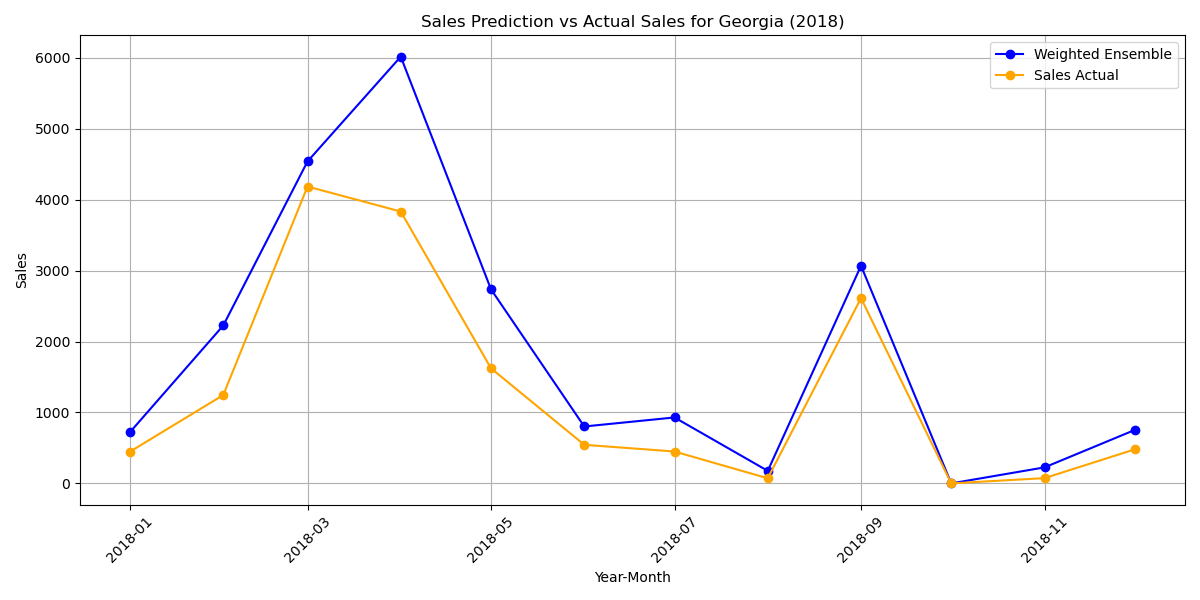 Sales Prediction vs Actual Sales for Georgia (2018)
Weighted Ensemble
Sales Actual
6000
5000
4000
3000
2000
1000
0
Sales
2018-01
2018-03
2018-05
2018-07
2018-09
2018-11
Year-Month